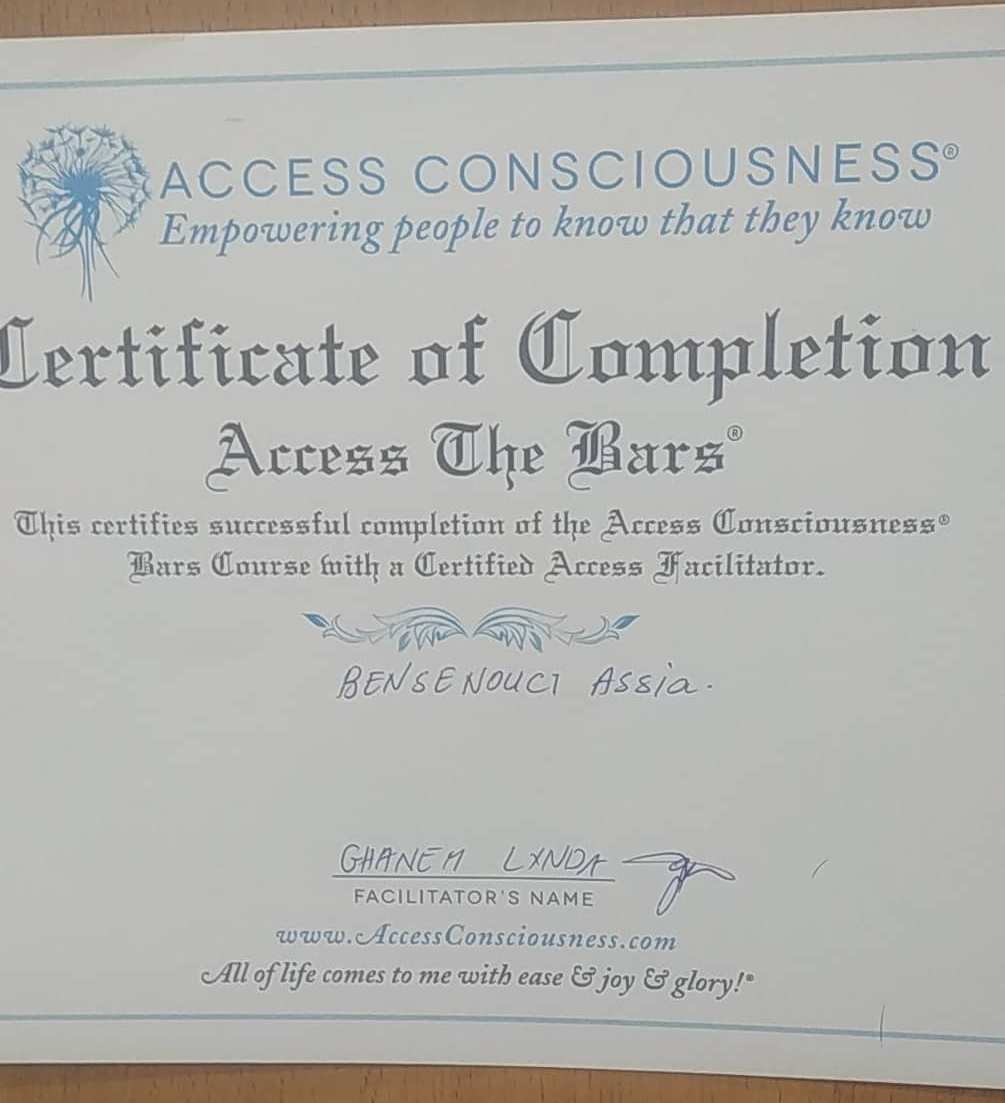 ACCESS CONSCIOUSNESS®
Empowering people to know that they know
Certificate of Completion
Access The Bars®
This certifies successful completion of the Access Consciousness®
Bars Course with a Certified Access Facilitator.
BENSENOUCI ASSia.
GHANEM LYNDA
FACILITATOR'S NAME
www.AccessConsciousness.com
All of life comes to me with ease & joy & glory!®